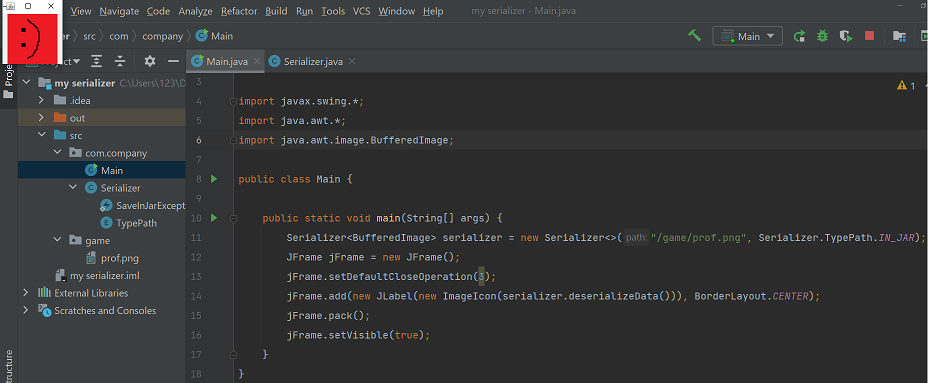 View Navigate Code Analyze Refactor Build Run Tools VCS Window Help my serializer - Main.java
src com company Main Main
Main.java Serializer.java
my serializer C:\Users\123\D
.idea
out
src
com.company
Main
Serializer
SaveInJarExcept
TypePath
game
prof.png
my serializer.iml
External Libraries
Scratches and Consoles
1
3
4 import javax.swing.*;
5 import java.awt.*;
6 import java.awt.image.BufferedImage;
7
8 public class Main {
9
10 public static void main(String[] args) {
11 Serializer<BufferedImage> serializer = new Serializer<>( path: "/game/prof.png", Serializer.TypePath.IN_JAR);
12 JFrame jFrame = new JFrame();
13 jFrame.setDefaultCloseOperation(3);
14 jFrame.add(new JLabel(new ImageIcon(serializer.deserializeData())), BorderLayout.CENTER);
15 jFrame.pack();
16 jFrame.setVisible(true);
17 }
18 }